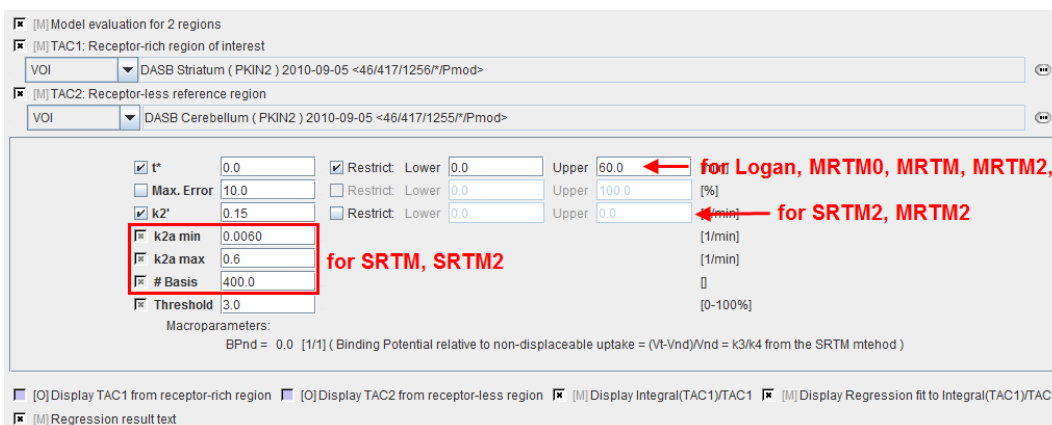 [M] Model evaluation for 2 regions
[M] TAC1: Receptor-rich region of interest
VOI DASB Striatum ( PKIN2 ) 2010-09-05 <46/417/1256/*/Pmod>
[M] TAC2: Receptor-less reference region
VOI DASB Cerebellum ( PKIN2 ) 2010-09-05 <46/417/1255/*/Pmod>
t* 0.0 Restrict: Lower 0.0 Upper 60.0 for Logan, MRTM0, MRTM, MRTM2,
Max. Error 10.0 Restrict: Lower 0.0 Upper 100.0 [%]
k2' 0.15 Restrict: Lower 0.0 Upper 0.0 for SRTM2, MRTM2
k2a min 0.0060 [1/min]
k2a max 0.6 for SRTM, SRTM2 [1/min]
# Basis 400.0 []
Threshold 3.0 [0-100%]
Macroparameters:
BPnd = 0.0 [1/1] ( Binding Potential relative to non-displaceable uptake = (Vt-Vnd)/Vnd = k3/k4 from the SRTM mtehod )
[O] Display TAC1 from receptor-rich region [O] Display TAC2 from receptor-less region [M] Display Integral(TAC1)/TAC1 [M] Display Regression fit to Integral(TAC1)/TAC
[M] Regression result text